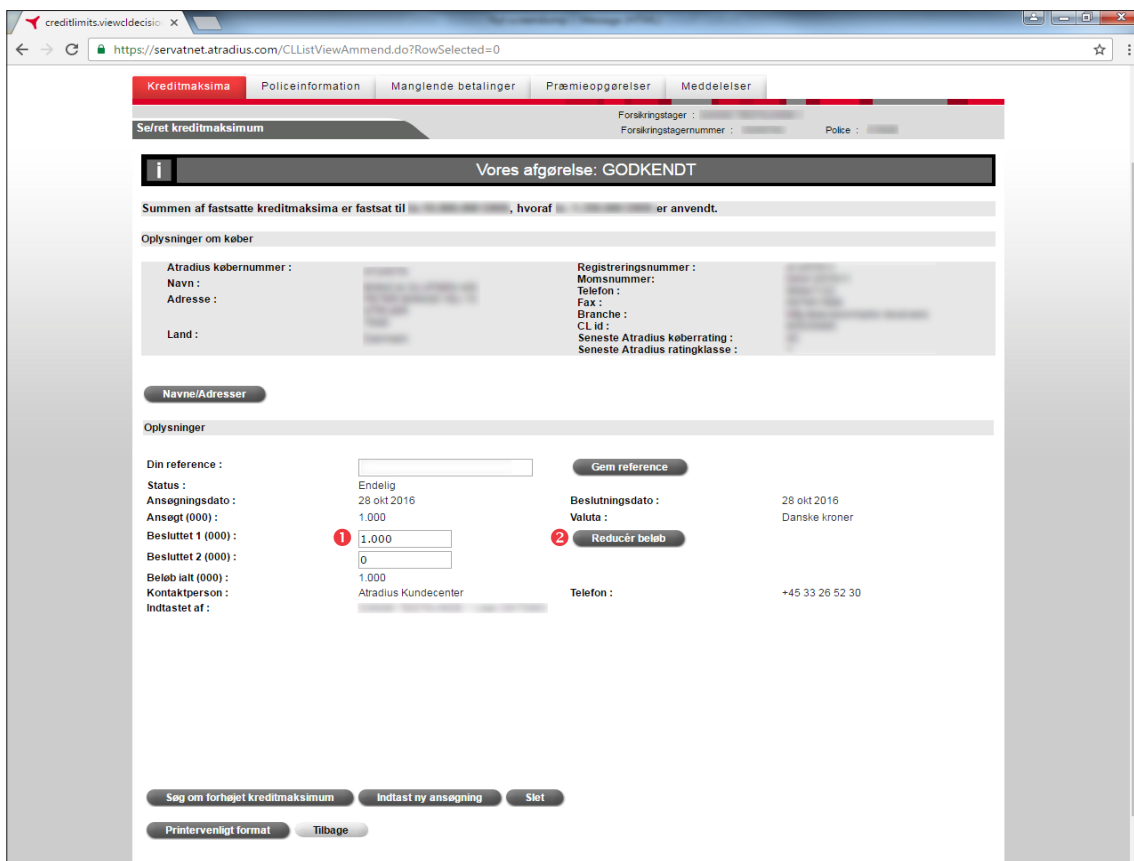 creditlimits.viewcldecisio
https://servatnet.atradius.com/CLListViewAmmend.do?RowSelected=0
Kreditmaksima Policeinformation Manglende betalinger Præmieopgørelser Meddelelser
Forsikringstager :
Se/ret kreditmaksimum
Forsikringstagernummer : Police :
i Vores afgørelse: GODKENDT
Summen af fastsatte kreditmaksima er fastsat til , hvoraf er anvendt.
Oplysninger om køber
Atradius købernummer : Registreringsnummer :
Navn : Momsnummer:
Telefon :
Adresse : Fax :
Branche :
CL id :
Land : Seneste Atradius køberrating :
Seneste Atradius ratingklasse :
Navne/Adresser
Oplysninger
Din reference : Gem reference
Status : Endelig
Ansøgningsdato : 28 okt 2016 Beslutningsdato : 28 okt 2016
Ansøgt (000) : 1.000 Valuta : Danske kroner
Besluttet 1 (000) : 1 1.000 2 Reducér beløb
Besluttet 2 (000) : 0
Beløb ialt (000) : 1.000
Kontaktperson : Atradius Kundecenter Telefon : +45 33 26 52 30
Indtastet af :
Søg om forhøjet kreditmaksimum Indtast ny ansøgning Slet
Printervenligt format Tilbage